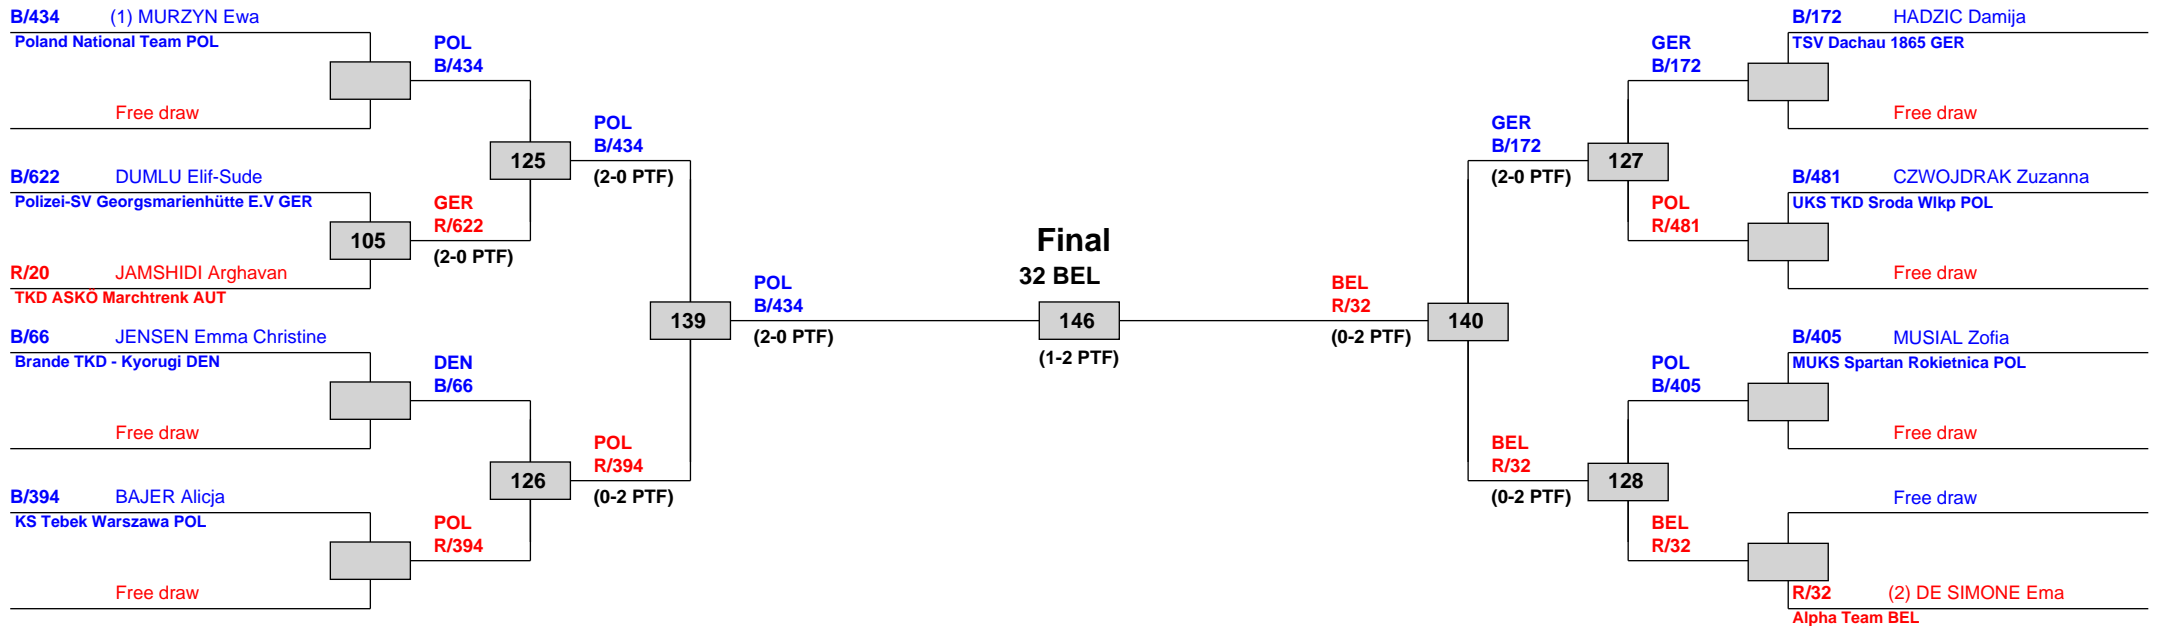 B/434 (1) MURZYN Ewa
Poland National Team POL
Free draw
B/622 DUMLU Elif-Sude
Polizei-SV Georgsmarienhütte E.V GER
R/20 JAMSHIDI Arghavan
TKD ASKÖ Marchtrenk AUT
B/66 JENSEN Emma Christine
Brande TKD - Kyorugi DEN
Free draw
B/394 BAJER Alicja
KS Tebek Warszawa POL
Free draw
POL
B/434
105
GER
R/622
(2-0 PTF)
DEN
B/66
POL
R/394
125
POL
B/434
(2-0 PTF)
126
POL
R/394
(0-2 PTF)
139
POL
B/434
(2-0 PTF)
Final
32 BEL
146
(1-2 PTF)
BEL
R/32
(0-2 PTF)
140
GER
B/172
(2-0 PTF)
127
BEL
R/32
(0-2 PTF)
128
GER
B/172
POL
R/481
POL
B/405
BEL
R/32
B/172 HADZIC Damija
TSV Dachau 1865 GER
Free draw
B/481 CZWOJDRAK Zuzanna
UKS TKD Sroda Wlkp POL
Free draw
B/405 MUSIAL Zofia
MUKS Spartan Rokietnica POL
Free draw
Free draw
R/32 (2) DE SIMONE Ema
Alpha Team BEL